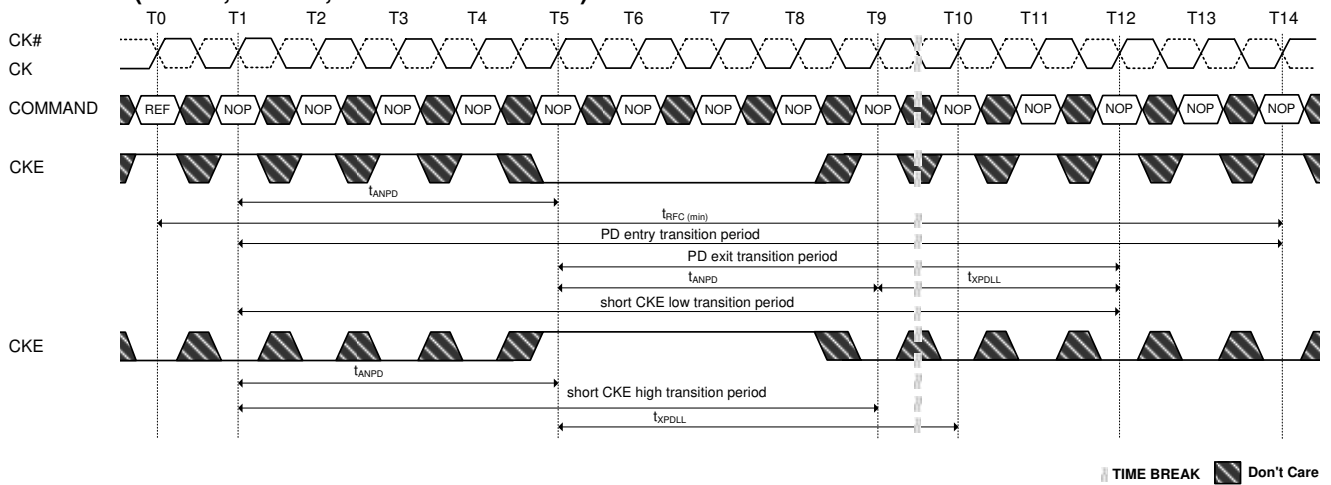 T0 T1 T2 T3 T4 T5 T6 T7 T8 T9 T10 T11 T12 T13 T14
CK#
CK
COMMAND REF NOP NOP NOP NOP NOP NOP NOP NOP NOP NOP NOP NOP NOP NOP
CKE
tANPD
tRFC (min)
PD entry transition period
PD exit transition period
tANPD tXPDLL
short CKE low transition period
CKE
tANPD
short CKE high transition period
tXPDLL
TIME BREAK Don't Care